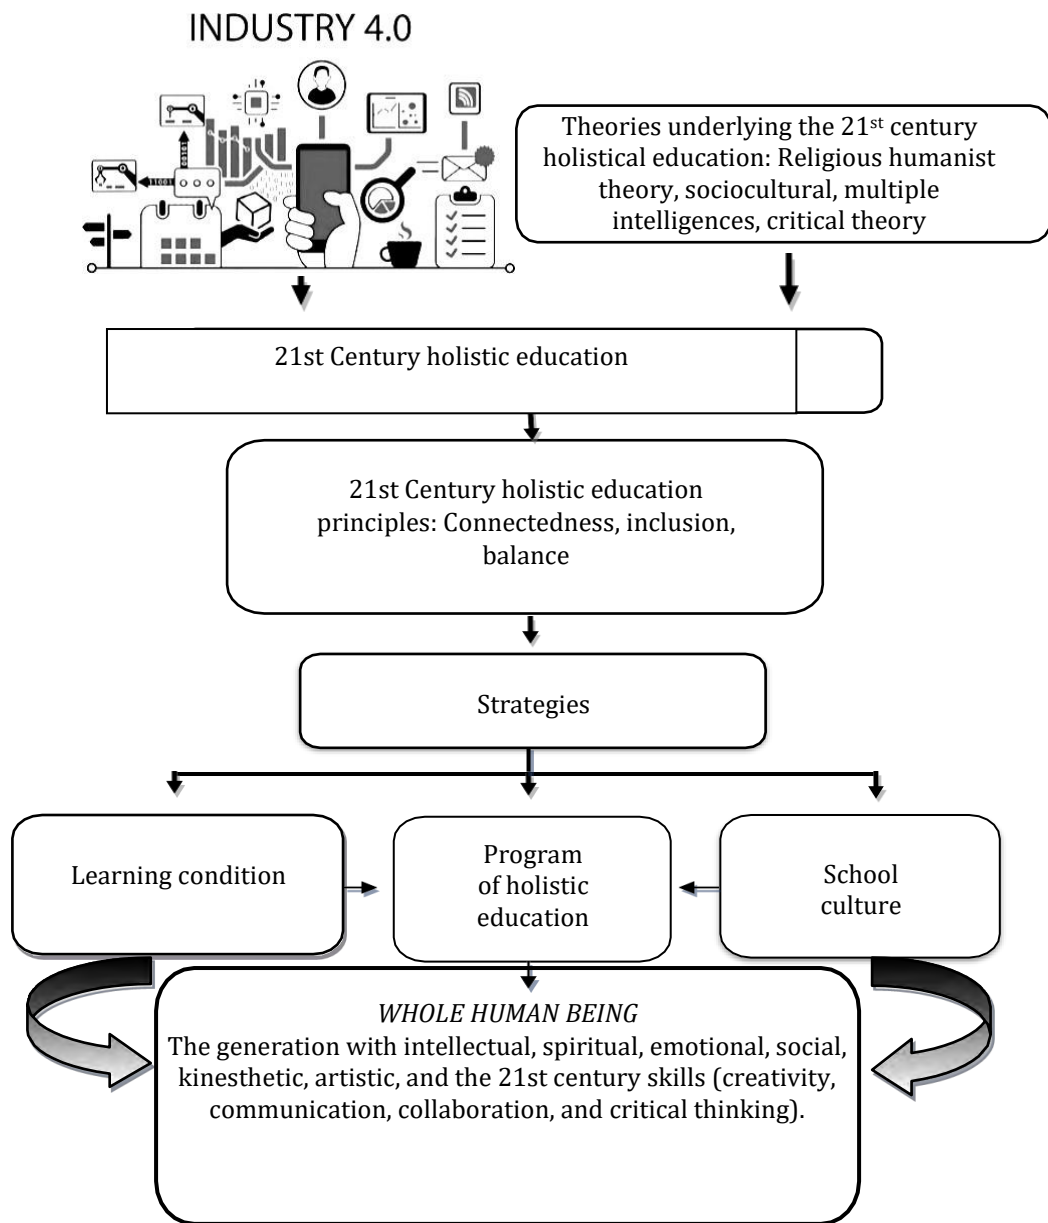 INDUSTRY 4.0
11001
01001
Theories underlying the 21st century
holistical education: Religious humanist
theory, sociocultural, multiple
intelligences, critical theory
21st Century holistic education
21st Century holistic education
principles: Connectedness, inclusion,
balance
Strategies
Learning condition
Program
of holistic
education
School
culture
WHOLE HUMAN BEING
The generation with intellectual, spiritual, emotional, social,
kinesthetic, artistic, and the 21st century skills (creativity,
communication, collaboration, and critical thinking).